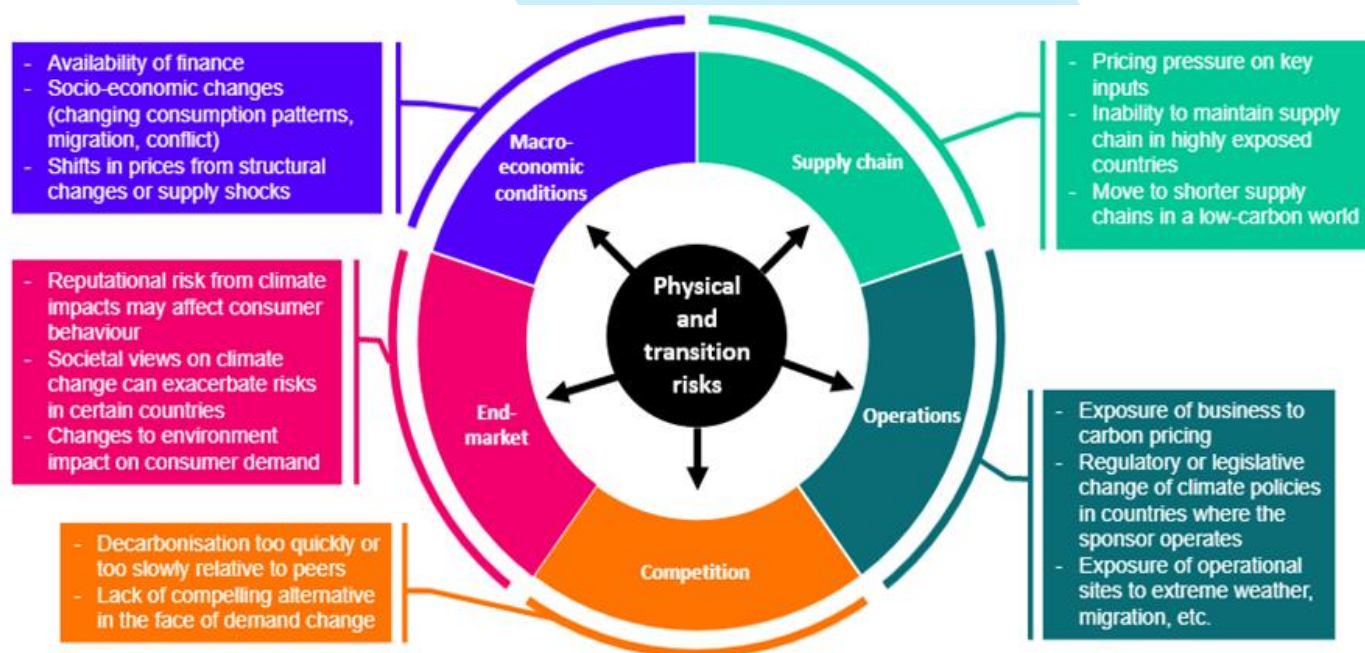 - Availability of finance
- Socio-economic changes
(changing consumption patterns,
migration, conflict)
- Shifts in prices from structural
changes or supply shocks
Macro-
economic
conditions
Supply chain
- Pricing pressure on key
inputs
- Inability to maintain supply
chain in highly exposed
countries
- Move to shorter supply
chains in a low-carbon world
- Reputational risk from climate
impacts may affect consumer
behaviour
- Societal views on climate
change can exacerbate risks
in certain countries
- Changes to environment
impact on consumer demand
End-
market
Physical
and
transition
risks
Operations
- Exposure of business to
carbon pricing
- Regulatory or legislative
change of climate policies
in countries where the
sponsor operates
- Exposure of operational
sites to extreme weather,
migration, etc.
- Decarbonisation too quickly or
too slowly relative to peers
- Lack of compelling alternative
in the face of demand change
Competition